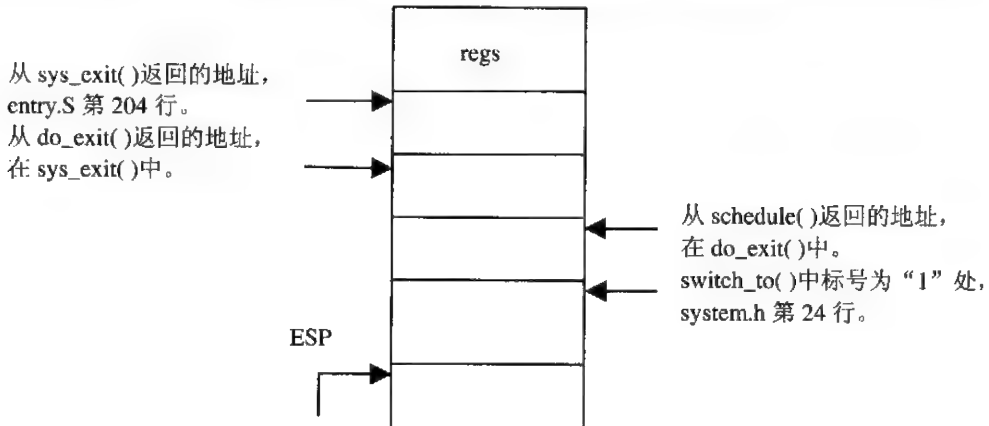 regs
从 sys_exit( )返回的地址，
entry.S 第 204 行。
从 do_exit( )返回的地址，
在 sys_exit( )中。
从 schedule( )返回的地址，
在 do_exit( )中。
switch_to( )中标号为“1”处，
system.h 第 24 行。
ESP